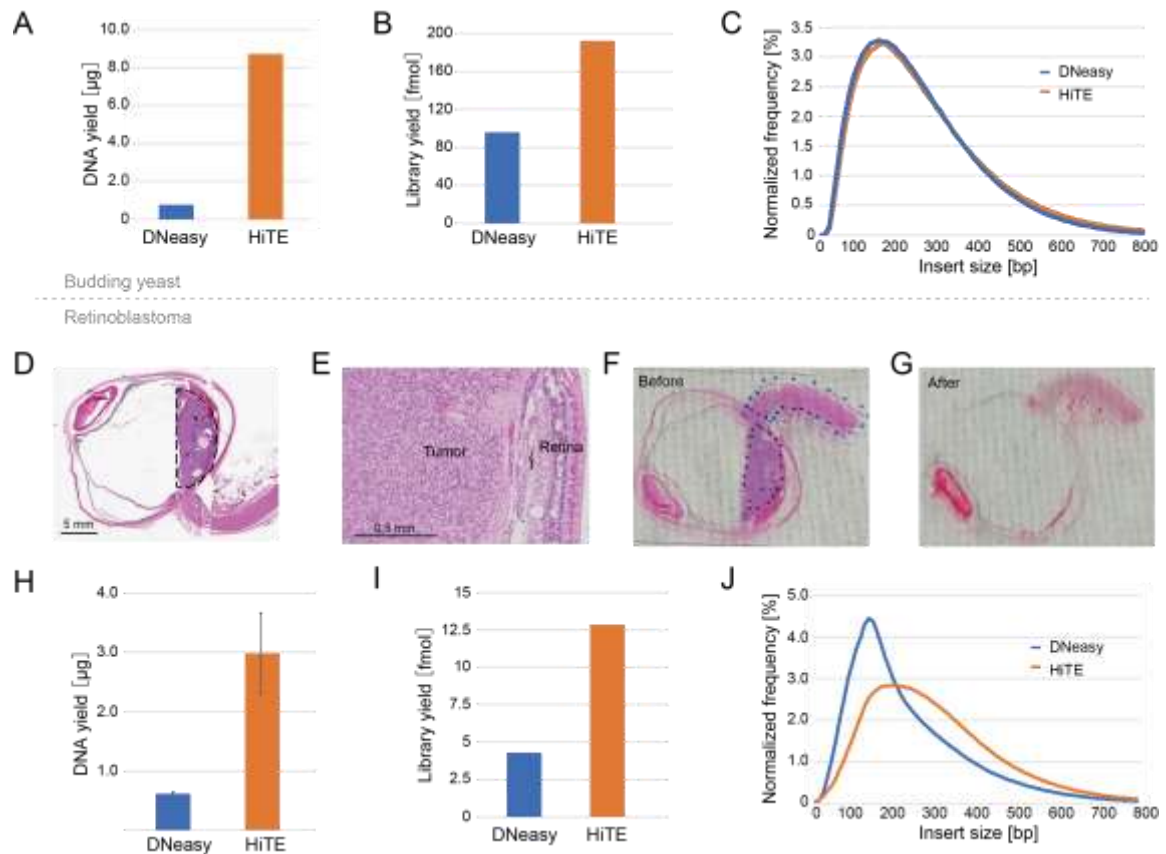 A
DNA yield [µg]
10.0
8.0
6.0
4.0
2.0
0
DNeasy
HiTE
B
Library yield [fmol]
200
160
120
80
40
0
DNeasy
HiTE
C
Normalized frequency [%]
3.5
3.0
2.5
2.0
1.5
1.0
0.5
0
DNeasy
HiTE
0 100 200 300 400 500 600 700 800
Insert size [bp]
Budding yeast
Retinoblastoma
D
5 mm
E
Tumor
Retina
0.5 mm
F
Before
G
After
H
DNA yield [µg]
4.0
3.0
2.0
1.0
DNeasy
HiTE
I
Library yield [fmol]
15
12.5
10
7.5
5
2.5
0
DNeasy
HiTE
J
Normalized frequency [%]
5.0
4.0
3.0
2.0
1.0
0
DNeasy
HiTE
0 100 200 300 400 500 600 700 800
Insert size [bp]